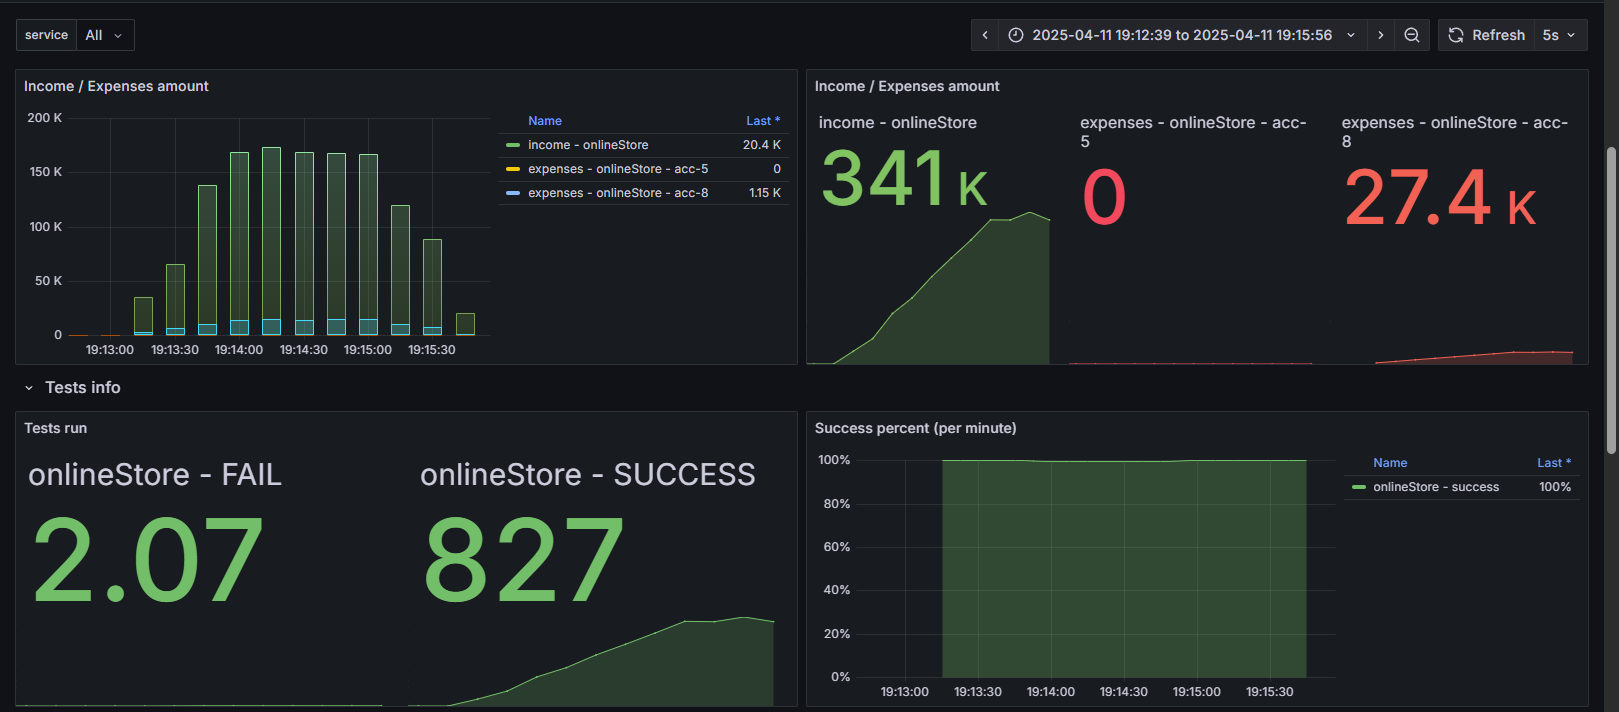 service All
2025-04-11 19:12:39 to 2025-04-11 19:15:56
Refresh 5s
Income / Expenses amount
200 K
150 K
100 K
50 K
0
19:13:00 19:13:30 19:14:00 19:14:30 19:15:00 19:15:30
Name Last *
income - onlineStore 20.4 K
expenses - onlineStore - acc-5 0
expenses - onlineStore - acc-8 1.15 K
Income / Expenses amount
income - onlineStore
341 K
expenses - onlineStore - acc-
5
0
expenses - onlineStore - acc-
8
27.4 K
Tests info
Tests run
onlineStore - FAIL
2.07
onlineStore - SUCCESS
827
Success percent (per minute)
100%
80%
60%
40%
20%
0%
19:13:00 19:13:30 19:14:00 19:14:30 19:15:00 19:15:30
Name Last *
onlineStore - success 100%